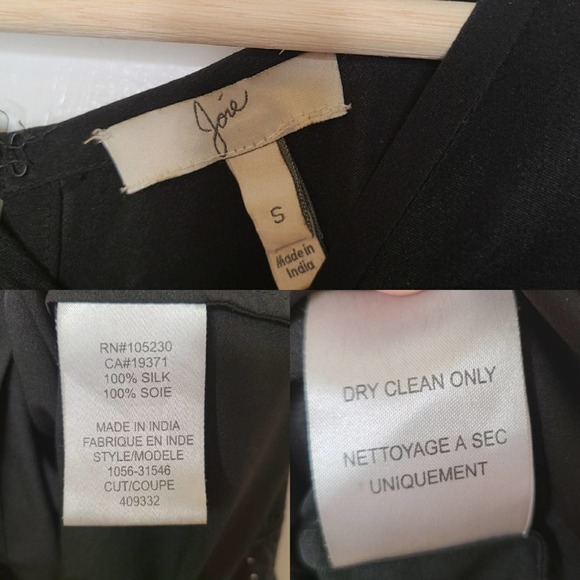 Joie
S
Made in
India
RN#105230
CA#19371
100% SILK
100% SOIE
MADE IN INDIA
FABRIQUE EN INDE
STYLE/MODELE
1056-31546
CUT/COUPE
409332
DRY CLEAN ONLY
NETTOYAGE A SEC
UNIQUEMENT